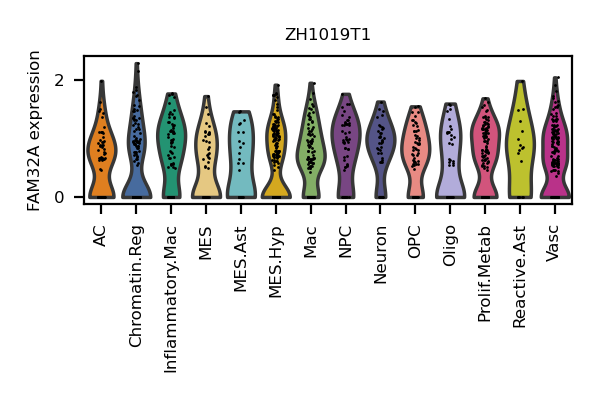 ZH1019T1
FAM32A expression
2
0
AC
Chromatin.Reg
Inflammatory.Mac
MES
MES.Ast
MES.Hyp
Mac
NPC
Neuron
OPC
Oligo
Prolif.Metab
Reactive.Ast
Vasc